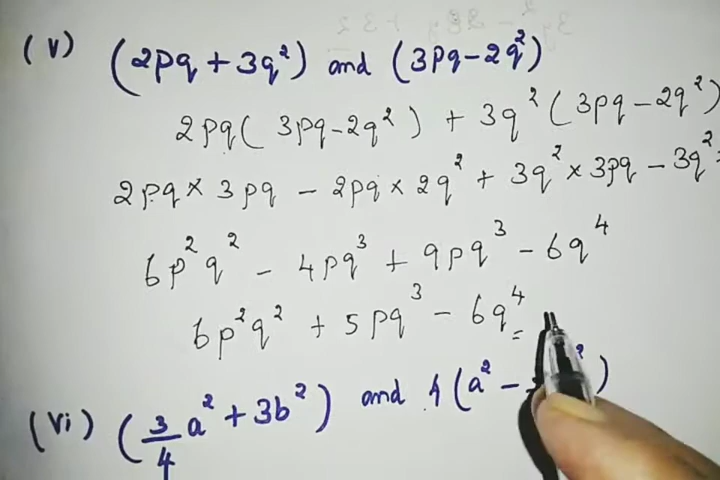 (v) (2pq + 3q²) and (3pq - 2q²)
2pq ( 3pq - 2q² ) + 3q² ( 3pq - 2q² )
2pq × 3pq - 2pq × 2q² + 3q² × 3pq - 3q²
6p²q² - 4pq³ + 9pq³ - 6q⁴
6p²q² + 5pq³ - 6q⁴
(vi) (3/4 a² + 3b²) and 4(a² - ²)